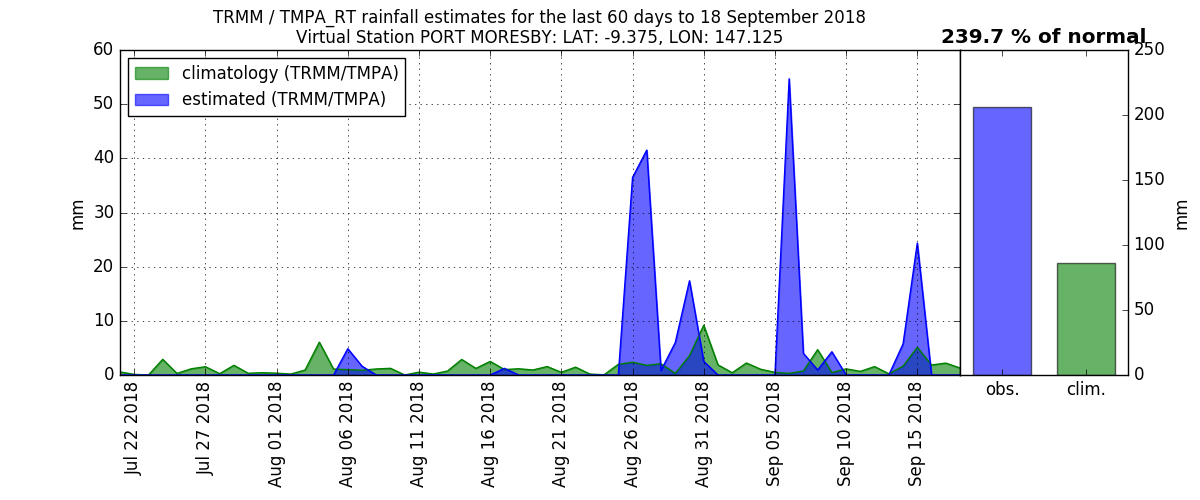 TRMM / TMPA_RT rainfall estimates for the last 60 days to 18 September 2018
Virtual Station PORT MORESBY: LAT: -9.375, LON: 147.125
239.7 % of normal
climatology (TRMM/TMPA)
estimated (TRMM/TMPA)
60
50
40
30
20
10
0
mm
250
200
150
100
50
0
mm
Jul 22 2018
Jul 27 2018
Aug 01 2018
Aug 06 2018
Aug 11 2018
Aug 16 2018
Aug 21 2018
Aug 26 2018
Aug 31 2018
Sep 05 2018
Sep 10 2018
Sep 15 2018
obs.
clim.